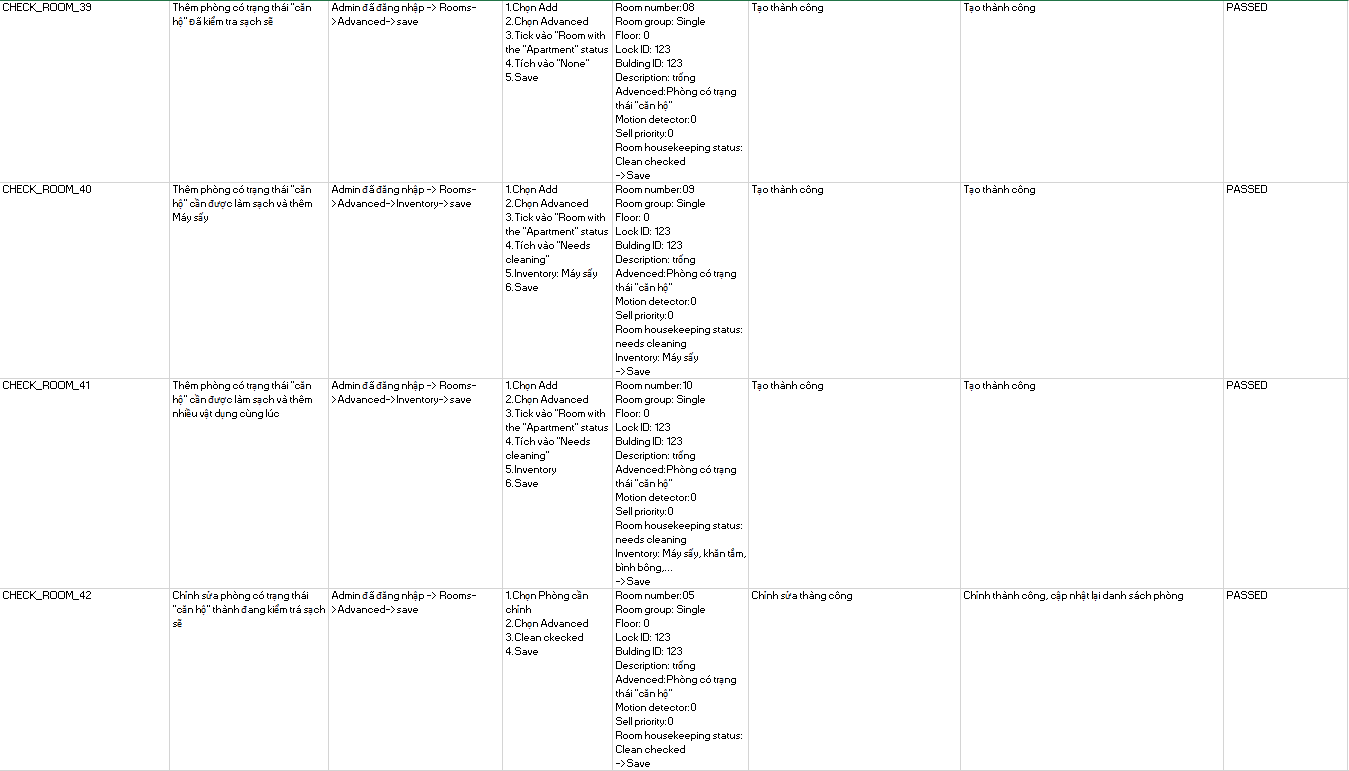 CHECK_ROOM_39
Thêm phòng có trạng thái "căn
hộ" Đã kiểm tra sạch sẽ
Admin đã đăng nhập -> Rooms-
>Advanced->save
1.Chọn Add
2.Chọn Advanced
3.Tick vào "Room with
the "Apartment" status
4.Tích vào "None"
5.Save
Room number:08
Room group: Single
Floor: 0
Lock ID: 123
Bulding ID: 123
Description: trống
Advenced:Phòng có trạng
thái "căn hộ"
Motion detector:0
Sell priority:0
Room housekeeping status:
Clean checked
->Save
Tạo thành công
Tạo thành công
PASSED
CHECK_ROOM_40
Thêm phòng có trạng thái "căn
hộ" cần được làm sạch và thêm
Máy sấy
Admin đã đăng nhập -> Rooms-
>Advanced->Inventory->save
1.Chọn Add
2.Chọn Advanced
3.Tick vào "Room with
the "Apartment" status
4.Tích vào "Needs
cleaning"
5.Inventory: Máy sấy
6.Save
Room number:09
Room group: Single
Floor: 0
Lock ID: 123
Bulding ID: 123
Description: trống
Advenced:Phòng có trạng
thái "căn hộ"
Motion detector:0
Sell priority:0
Room housekeeping status:
needs cleaning
Inventory: Máy sấy
->Save
Tạo thành công
Tạo thành công
PASSED
CHECK_ROOM_41
Thêm phòng có trạng thái "căn
hộ" cần được làm sạch và thêm
nhiều vật dụng cùng lúc
Admin đã đăng nhập -> Rooms-
>Advanced->Inventory->save
1.Chọn Add
2.Chọn Advanced
3.Tick vào "Room with
the "Apartment" status
4.Tích vào "Needs
cleaning"
5.Inventory
6.Save
Room number:10
Room group: Single
Floor: 0
Lock ID: 123
Bulding ID: 123
Description: trống
Advenced:Phòng có trạng
thái "căn hộ"
Motion detector:0
Sell priority:0
Room housekeeping status:
needs cleaning
Inventory: Máy sấy, khăn tắm,
bình bông,...
->Save
Tạo thành công
Tạo thành công
PASSED
CHECK_ROOM_42
Chỉnh sửa phòng có trạng thái
"căn hộ" thành đang kiểm trá sạch
sẽ
Admin đã đăng nhập -> Rooms-
>Advanced->save
1.Chọn Phòng cần
chỉnh
2.Chọn Advanced
3.Clean ckecked
4.Save
Room number:05
Room group: Single
Floor: 0
Lock ID: 123
Bulding ID: 123
Description: trống
Advenced:Phòng có trạng
thái "căn hộ"
Motion detector:0
Sell priority:0
Room housekeeping status:
Clean checked
->Save
Chỉnh sửa thàng công
Chỉnh thành công, cập nhật lại danh sách phòng
PASSED